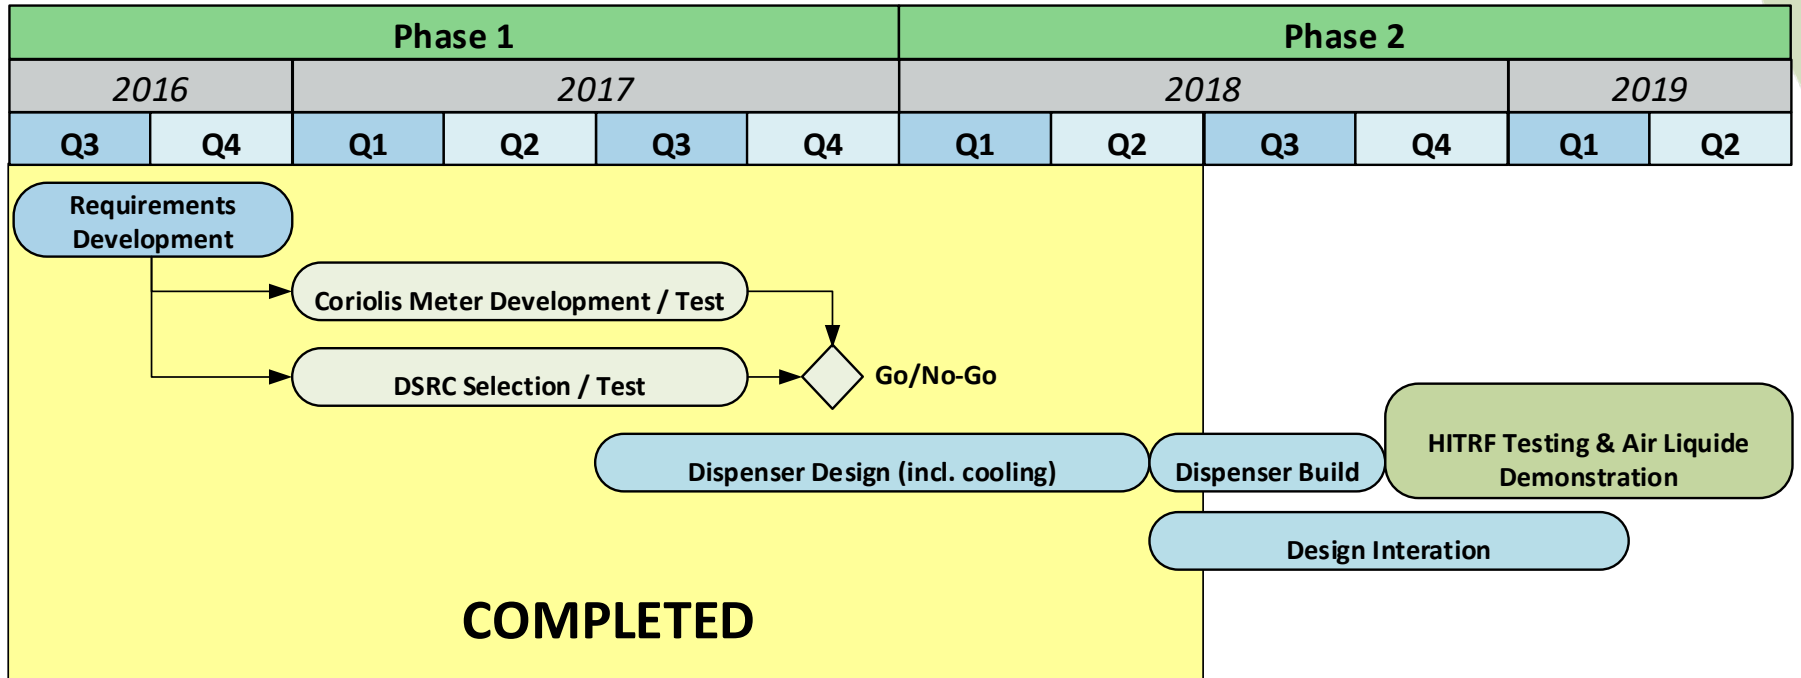 Phase 1 Phase 2
2016 2017 2018 2019
Q3 Q4 Q1 Q2 Q3 Q4 Q1 Q2 Q3 Q4 Q1 Q2
Requirements
Development
Coriolis Meter Development / Test
DSRC Selection / Test
Go/No-Go
Dispenser Design (incl. cooling)
Dispenser Build
HITRF Testing & Air Liquide
Demonstration
Design Interation
COMPLETED